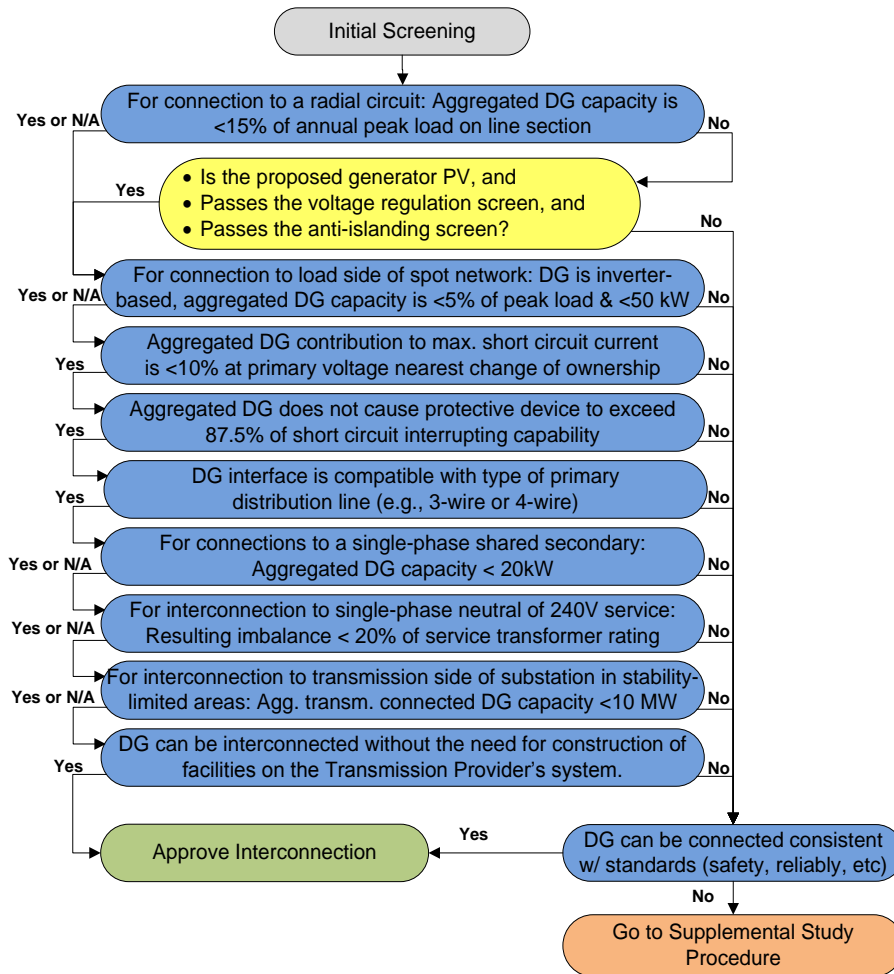 Initial Screening
For connection to a radial circuit: Aggregated DG capacity is
<15% of annual peak load on line section
Yes or N/A
No
• Is the proposed generator PV, and
• Passes the voltage regulation screen, and
• Passes the anti-islanding screen?
Yes
No
For connection to load side of spot network: DG is inverter-
based, aggregated DG capacity is <5% of peak load & <50 kW
Yes or N/A
No
Aggregated DG contribution to max. short circuit current
is <10% at primary voltage nearest change of ownership
Yes
No
Aggregated DG does not cause protective device to exceed
87.5% of short circuit interrupting capability
Yes
No
DG interface is compatible with type of primary
distribution line (e.g., 3-wire or 4-wire)
Yes
No
For connections to a single-phase shared secondary:
Aggregated DG capacity < 20kW
Yes or N/A
No
For interconnection to single-phase neutral of 240V service:
Resulting imbalance < 20% of service transformer rating
Yes or N/A
No
For interconnection to transmission side of substation in stability-
limited areas: Agg. transm. connected DG capacity <10 MW
Yes or N/A
No
DG can be interconnected without the need for construction of
facilities on the Transmission Provider's system.
Yes
No
Approve Interconnection
Yes
DG can be connected consistent
w/ standards (safety, reliably, etc)
No
Go to Supplemental Study
Procedure